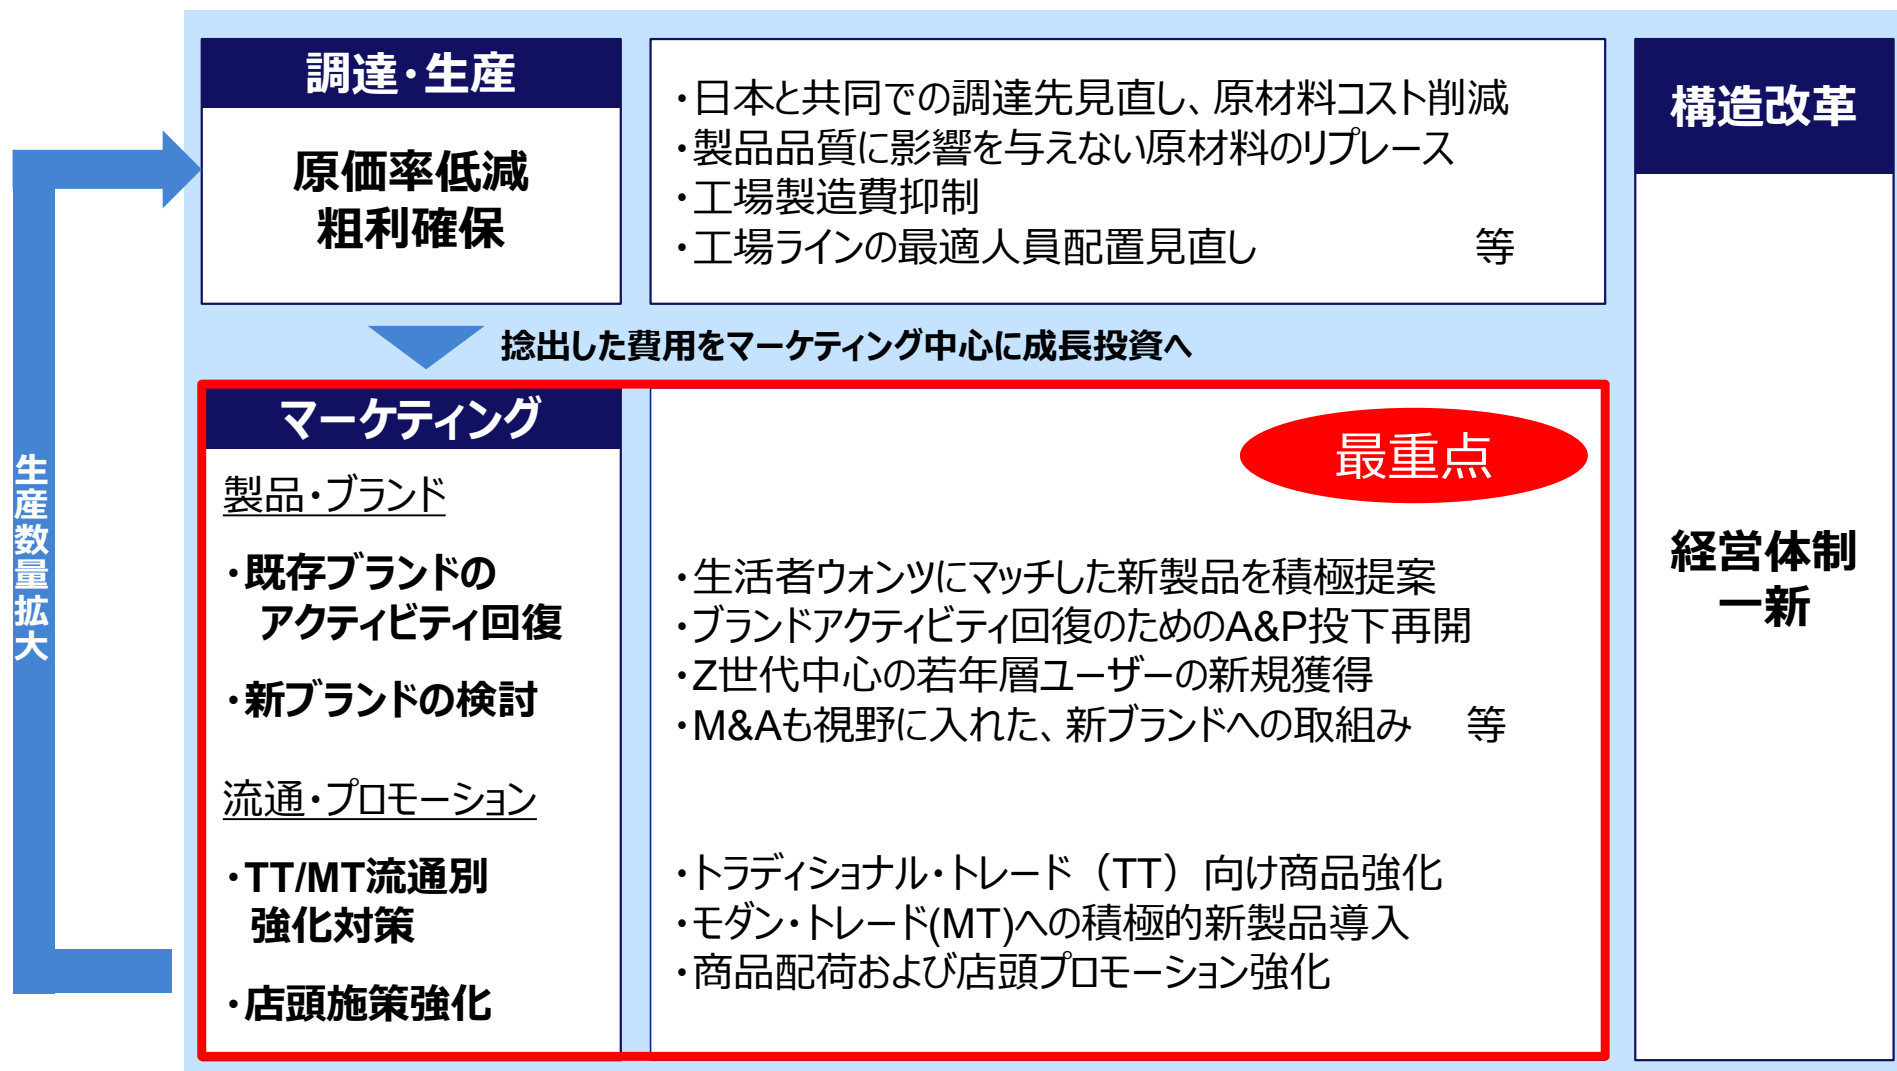 調達・生産
原価率低減
粗利確保
・日本と共同での調達先見直し、原材料コスト削減
・製品品質に影響を与えない原材料のリプレース
・工場製造費抑制
・工場ラインの最適人員配置見直し 等
捻出した費用をマーケティング中心に成長投資へ
マーケティング
最重点
製品・ブランド
・既存ブランドの
アクティビティ回復
・新ブランドの検討
・生活者ウォンツにマッチした新製品を積極提案
・ブランドアクティビティ回復のためのA&P投下再開
・Z世代中心の若年層ユーザーの新規獲得
・M&Aも視野に入れた、新ブランドへの取組み 等
流通・プロモーション
・TT/MT流通別
強化対策
・店頭施策強化
・トラディショナル・トレード（TT）向け商品強化
・モダン・トレード(MT)への積極的新製品導入
・商品配荷および店頭プロモーション強化
構造改革
経営体制
一新
生産数量拡大